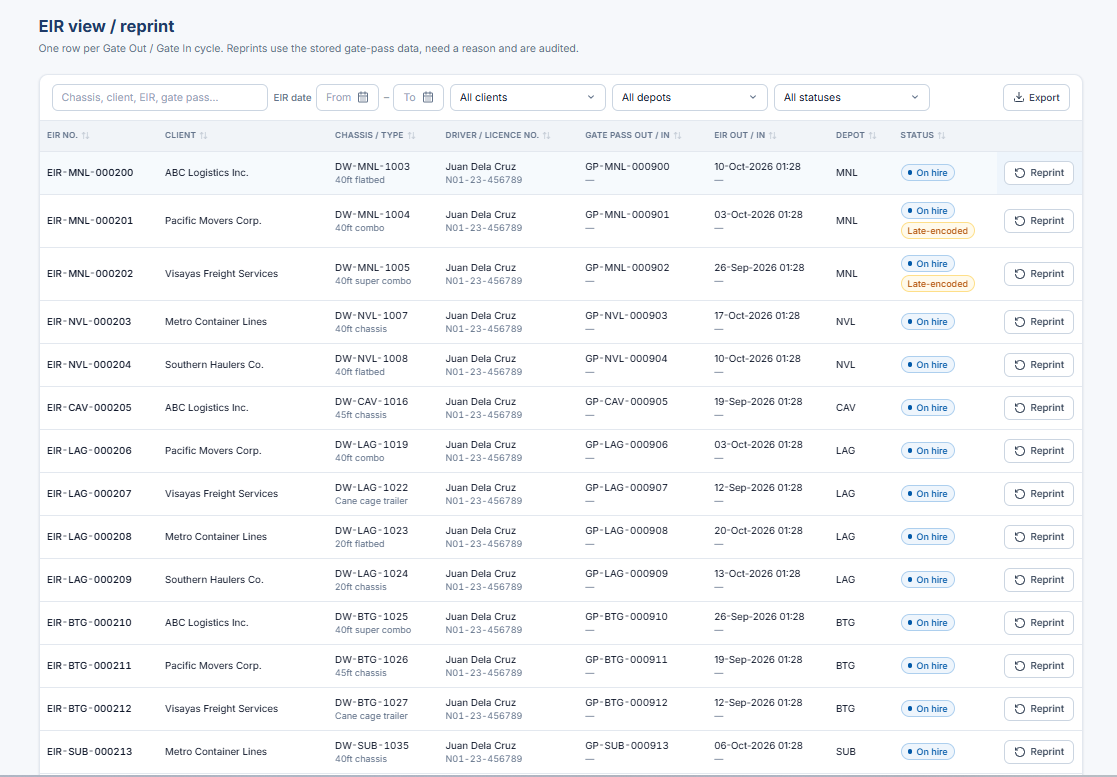 EIR view / reprint
One row per Gate Out / Gate In cycle. Reprints use the stored gate-pass data, need a reason and are audited.
Chassis, client, EIR, gate pass... EIR date From – To All clients All depots All statuses Export
EIR NO. CLIENT CHASSIS / TYPE DRIVER / LICENCE NO. GATE PASS OUT / IN EIR OUT / IN DEPOT STATUS
EIR-MNL-000200 ABC Logistics Inc. DW-MNL-1003 Juan Dela Cruz GP-MNL-000900 10-Oct-2026 01:28 MNL On hire Reprint
40ft flatbed N01-23-456789 — —
EIR-MNL-000201 Pacific Movers Corp. DW-MNL-1004 Juan Dela Cruz GP-MNL-000901 03-Oct-2026 01:28 MNL On hire Reprint
40ft combo N01-23-456789 — — Late-encoded
EIR-MNL-000202 Visayas Freight Services DW-MNL-1005 Juan Dela Cruz GP-MNL-000902 26-Sep-2026 01:28 MNL On hire Reprint
40ft super combo N01-23-456789 — — Late-encoded
EIR-NVL-000203 Metro Container Lines DW-NVL-1007 Juan Dela Cruz GP-NVL-000903 17-Oct-2026 01:28 NVL On hire Reprint
40ft chassis N01-23-456789 — —
EIR-NVL-000204 Southern Haulers Co. DW-NVL-1008 Juan Dela Cruz GP-NVL-000904 10-Oct-2026 01:28 NVL On hire Reprint
40ft flatbed N01-23-456789 — —
EIR-CAV-000205 ABC Logistics Inc. DW-CAV-1016 Juan Dela Cruz GP-CAV-000905 19-Sep-2026 01:28 CAV On hire Reprint
45ft chassis N01-23-456789 — —
EIR-LAG-000206 Pacific Movers Corp. DW-LAG-1019 Juan Dela Cruz GP-LAG-000906 03-Oct-2026 01:28 LAG On hire Reprint
40ft combo N01-23-456789 — —
EIR-LAG-000207 Visayas Freight Services DW-LAG-1022 Juan Dela Cruz GP-LAG-000907 12-Sep-2026 01:28 LAG On hire Reprint
Cane cage trailer N01-23-456789 — —
EIR-LAG-000208 Metro Container Lines DW-LAG-1023 Juan Dela Cruz GP-LAG-000908 20-Oct-2026 01:28 LAG On hire Reprint
20ft flatbed N01-23-456789 — —
EIR-LAG-000209 Southern Haulers Co. DW-LAG-1024 Juan Dela Cruz GP-LAG-000909 13-Oct-2026 01:28 LAG On hire Reprint
20ft chassis N01-23-456789 — —
EIR-BTG-000210 ABC Logistics Inc. DW-BTG-1025 Juan Dela Cruz GP-BTG-000910 26-Sep-2026 01:28 BTG On hire Reprint
40ft super combo N01-23-456789 — —
EIR-BTG-000211 Pacific Movers Corp. DW-BTG-1026 Juan Dela Cruz GP-BTG-000911 19-Sep-2026 01:28 BTG On hire Reprint
45ft chassis N01-23-456789 — —
EIR-BTG-000212 Visayas Freight Services DW-BTG-1027 Juan Dela Cruz GP-BTG-000912 12-Sep-2026 01:28 BTG On hire Reprint
Cane cage trailer N01-23-456789 — —
EIR-SUB-000213 Metro Container Lines DW-SUB-1035 Juan Dela Cruz GP-SUB-000913 06-Oct-2026 01:28 SUB On hire Reprint
40ft chassis N01-23-456789 — —